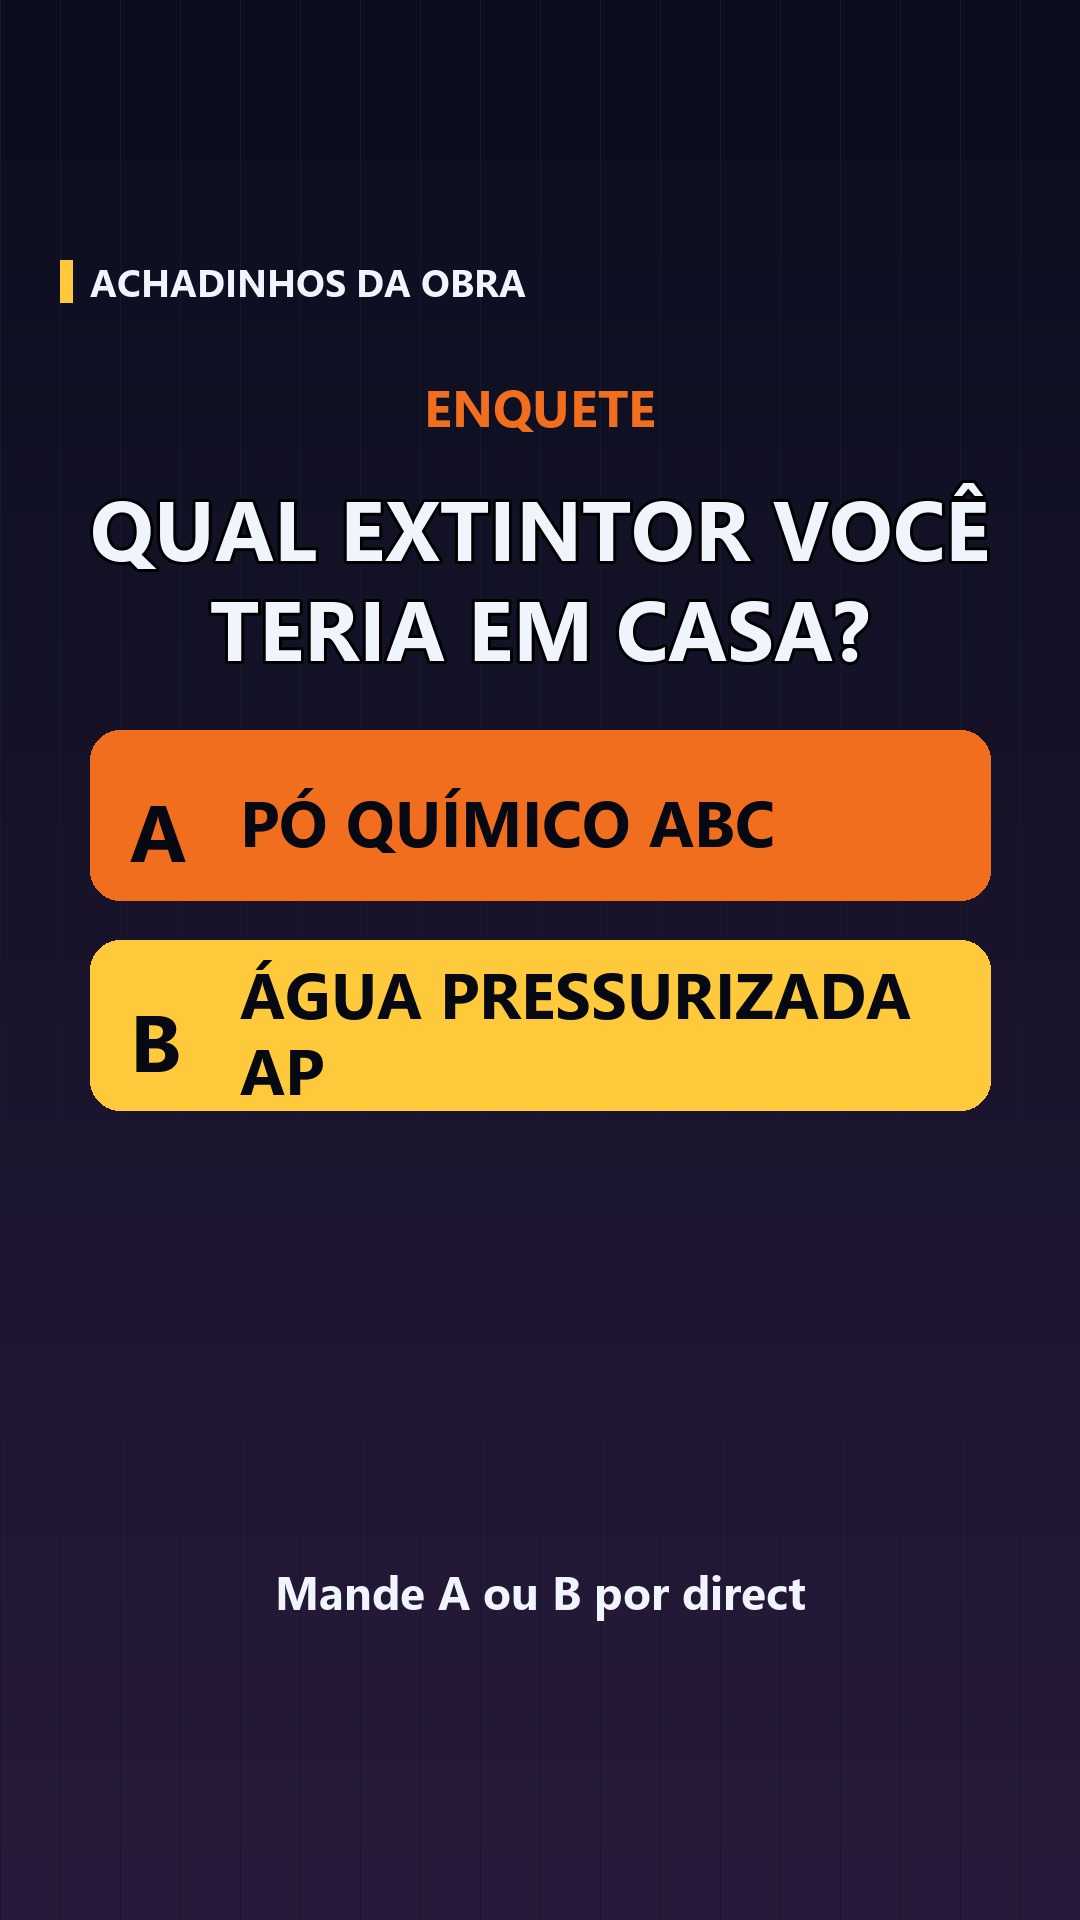 ACHADINHOS DA OBRA
ENQUETE
QUAL EXTINTOR VOCÊ
TERIA EM CASA?
A PÓ QUÍMICO ABC
B ÁGUA PRESSURIZADA
AP
Mande A ou B por direct